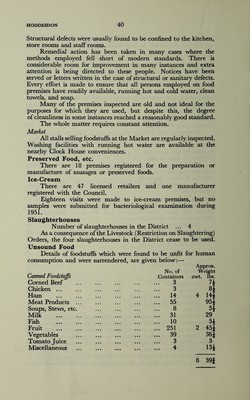 HODDESDON 40
Structural defects were usually found to be confined to the kitchen,
store rooms and staff rooms.
Remedial action has been taken in many cases where the
methods employed fell short of modern standards. There is
considerable room for improvement in many instances and extra
attention is being directed to these people. Notices have been
served or letters written in the case of structural or sanitary defects.
Every effort is made to ensure that all persons employed on food
premises have readily available, running hot and cold water, clean
towels, and soap.
Many of the premises inspected are old and not ideal for the
purposes for which they are used, but despite this, the degree
of cleanliness in some instances reached a reasonably good standard.
The whole matter requires constant attention.
Market
All stalls selling foodstuffs at the Market are regularly inspected.
Washing facilities with running hot water are available at the
nearby Clock House conveniences.
Preserved Food, etc.
There are 18 premises registered for the preparation or
manufacture of sausages or preserved foods.
Ice-Cream
There are 47 licensed retailers and one manufacturer
registered with the Council.
Eighteen visits were made to ice-cream premises, but no
samples were submitted for bacteriological examination during
1951.
Slaughterhouses
Number of slaughterhouses in the District ... 4
As a consequence of the Livestock (Restriction on Slaughtering)
Orders, the four slaughterhouses in the District cease to be used.
Unsound Food
Details of foodstuffs which were found to be unfit for human
consumption and were surrendered, are given below:—
Approx.
No. of Weight
Canned Foodstuffs Containers cwt. lbs.
Corned Beef ... 3 7½
Chicken ... 3 8½
Ham ... 14 4 14½
Meat Products ... 55 95½
Soups, Stews, etc. ... 8 5½
Milk ... 31 29
Fish ... 10 5½
Fruit ... 251 2 45½
Vegetables ... 39 36½
Tomato Juice ... 3 3
Miscellaneous ... 4 13½
8 39½